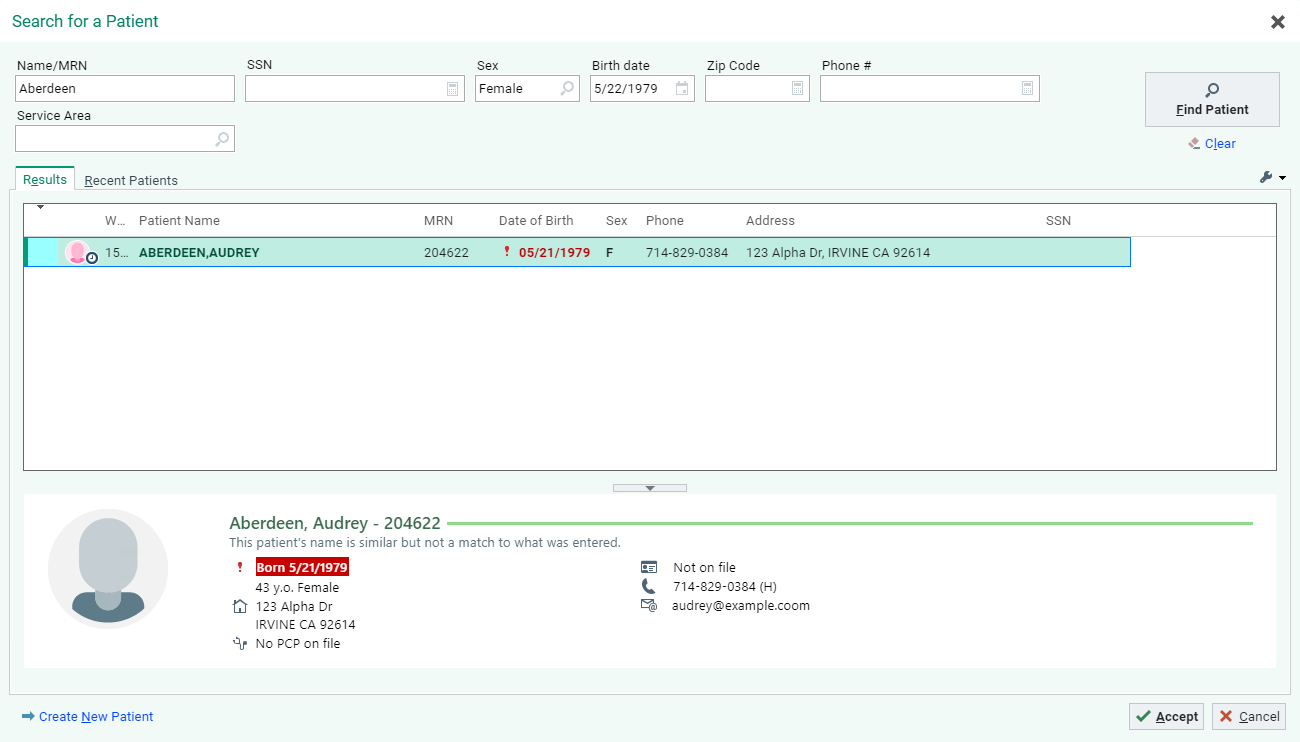 Search for a Patient
Name/MRN SSN Sex Birth date Zip Code Phone #
Aberdeen Female 5/22/1979
Find Patient
Service Area
Clear
Results Recent Patients
W... Patient Name MRN Date of Birth Sex Phone Address SSN
15... ABERDEEN,AUDREY 204622 05/21/1979 F 714-829-0384 123 Alpha Dr, IRVINE CA 92614
Aberdeen, Audrey - 204622
This patient's name is similar but not a match to what was entered.
Born 5/21/1979 Not on file
43 y.o. Female 714-829-0384 (H)
123 Alpha Dr audrey@example.coom
IRVINE CA 92614
No PCP on file
Create New Patient Accept Cancel